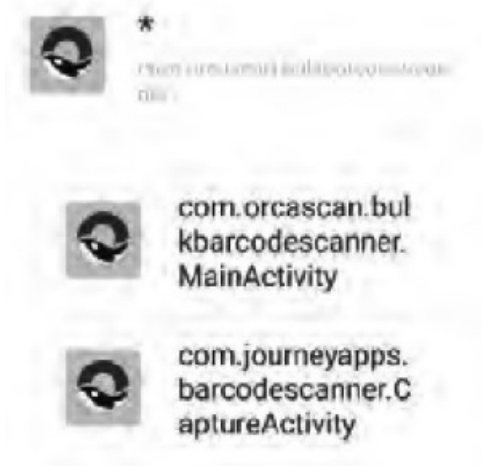 *
com.orcascan.bul
kbarcodescanner.
MainActivity
com.journeyapps.
barcodescanner.C
aptureActivity